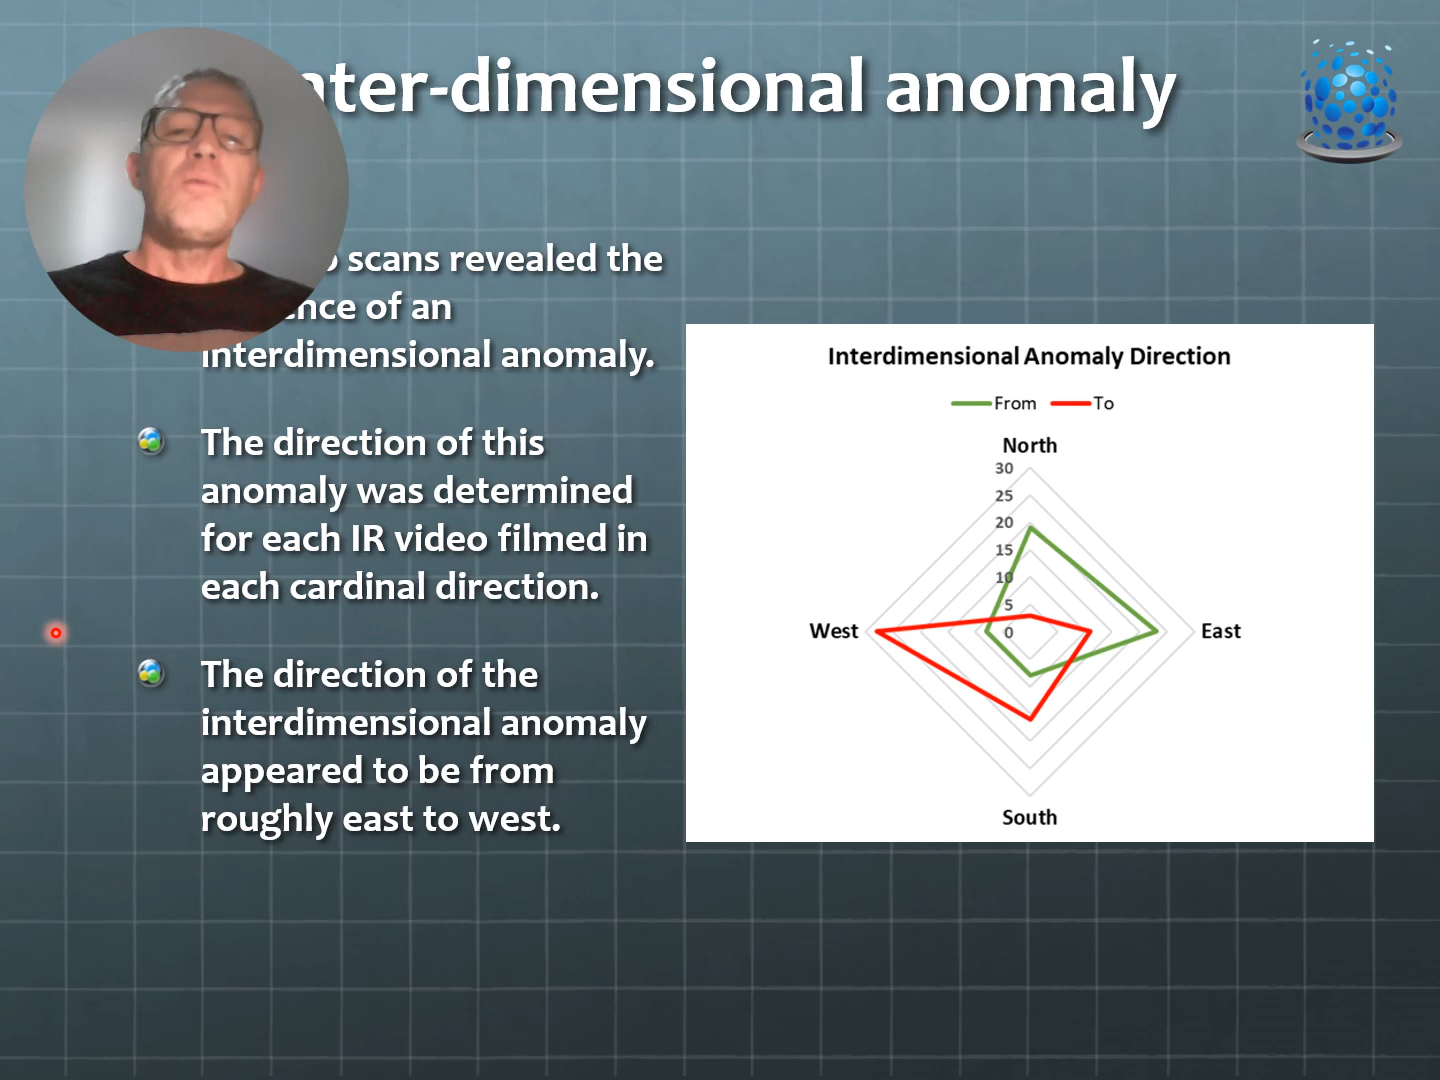 nter-dimensional anomaly
scans revealed the
nce of an
interdimensional anomaly.
The direction of this
anomaly was determined
for each IR video filmed in
each cardinal direction.
The direction of the
interdimensional anomaly
appeared to be from
roughly east to west.
Interdimensional Anomaly Direction
From To
North
30
25
20
15
10
5
0
West
East
South